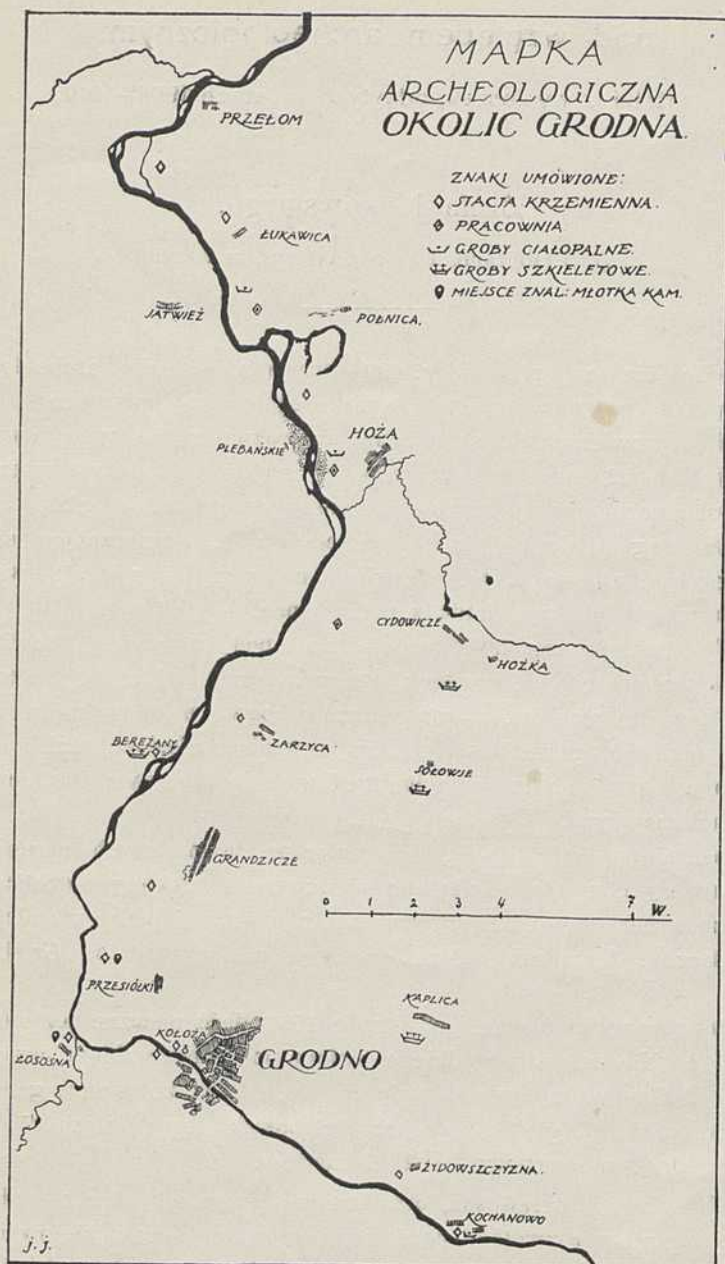 MAPKA
ARCHEOLOGICZNA
OKOLIC GRODNA.
ZNAKI UMÓWIONE:
STACJA KRZEMIENNA.
PRACOWNIA
GROBY CIAŁOPALNE.
GROBY SZKIELETOWE.
MIEJSCE ZNAL: MŁOTKA KAM.
PRZEŁOM
ŁUKAWICA
JATWIEŹ
POŁNICA.
PLEBAŃSKIE
HOŻA
CYDOWICZE
HOŻKA
BEREŻANY
ZARZYCA
SOŁOWJE
GRANDZICZE
0 1 2 3 4 7 W.
PRZESIÓŁKI
KAPLICA
KOŁOŻA
GRODNO
ŁOSOŚNA
ŻYDOWSZCZYZNA.
KOCHANOWO
j. j.